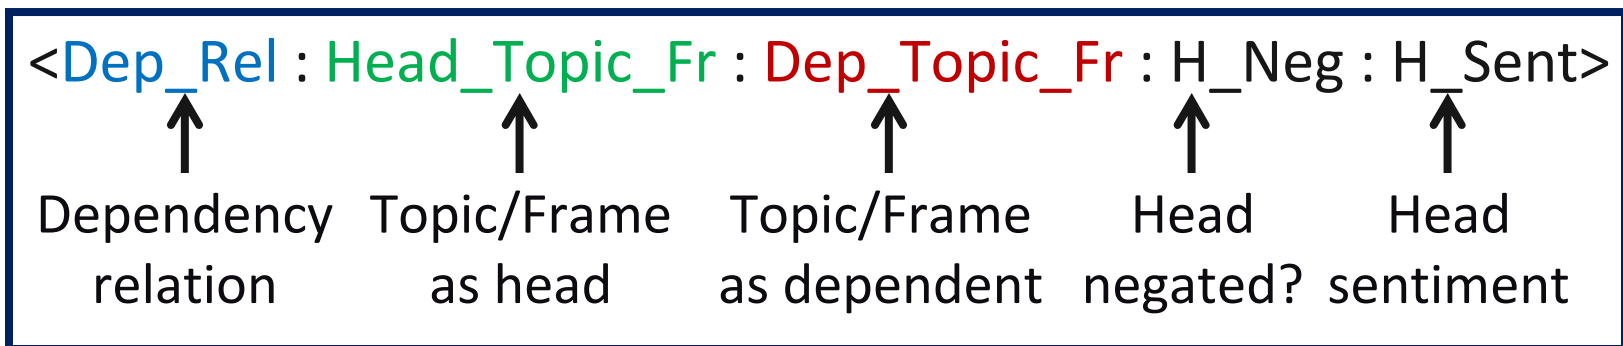 <Dep_Rel : Head_Topic_Fr : Dep_Topic_Fr : H_Neg : H_Sent>
Dependency Topic/Frame Topic/Frame Head Head
relation as head as dependent negated? sentiment